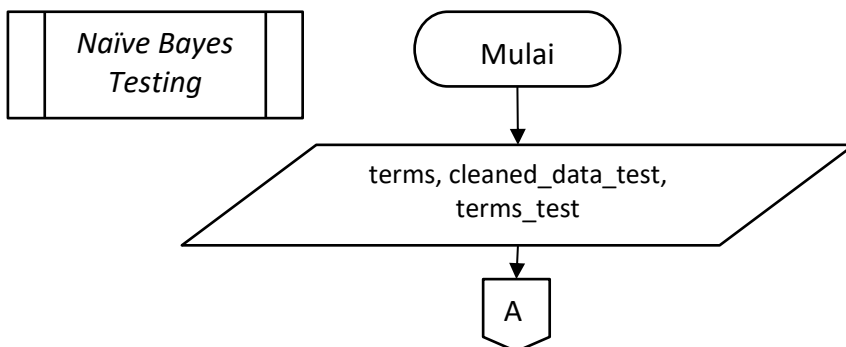 Naïve Bayes
Testing
Mulai
terms, cleaned_data_test,
terms_test
A